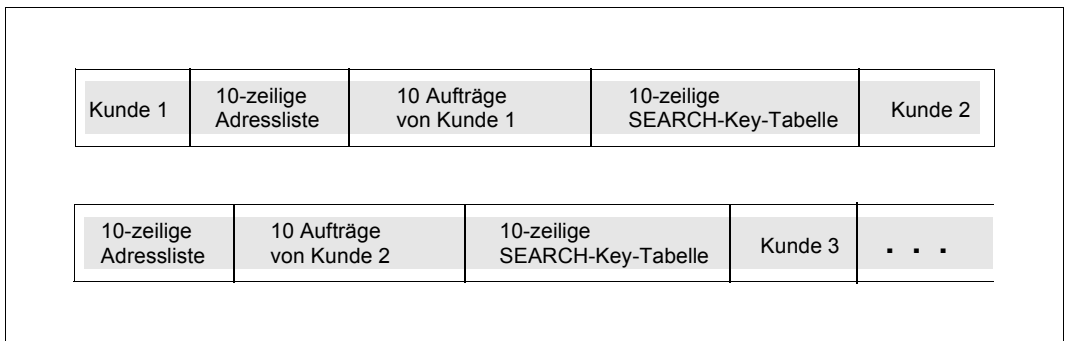 Kunde 1
10-zeilige
Adressliste
10 Aufträge
von Kunde 1
10-zeilige
SEARCH-Key-Tabelle
Kunde 2
10-zeilige
Adressliste
10 Aufträge
von Kunde 2
10-zeilige
SEARCH-Key-Tabelle
Kunde 3
. . .